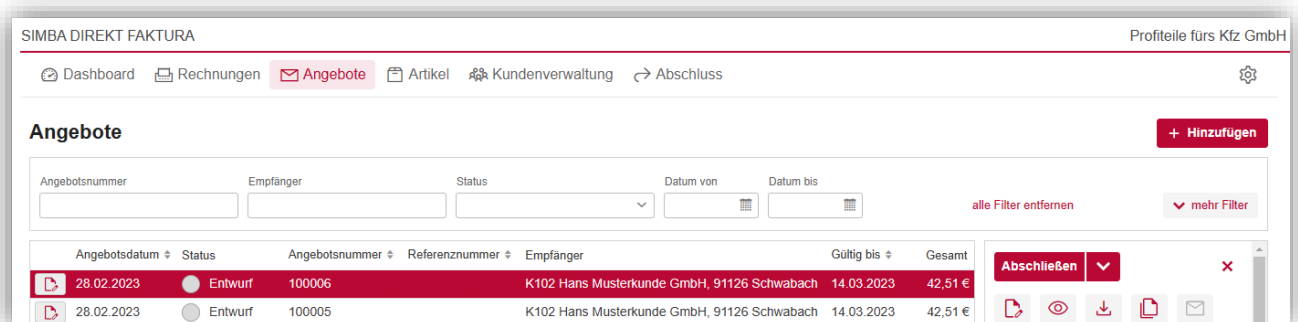 SIMBA DIREKT FAKTURA Profiteile fürs Kfz GmbH
Dashboard Rechnungen Angebote Artikel Kundenverwaltung Abschluss
Angebote + Hinzufügen
Angebotsnummer Empfänger Status Datum von Datum bis
alle Filter entfernen mehr Filter
Angebotsdatum Status Angebotsnummer Referenznummer Empfänger Gültig bis Gesamt
Abschließen
28.02.2023 Entwurf 100006 K102 Hans Musterkunde GmbH, 91126 Schwabach 14.03.2023 42,51 €
28.02.2023 Entwurf 100005 K102 Hans Musterkunde GmbH, 91126 Schwabach 14.03.2023 42,51 €